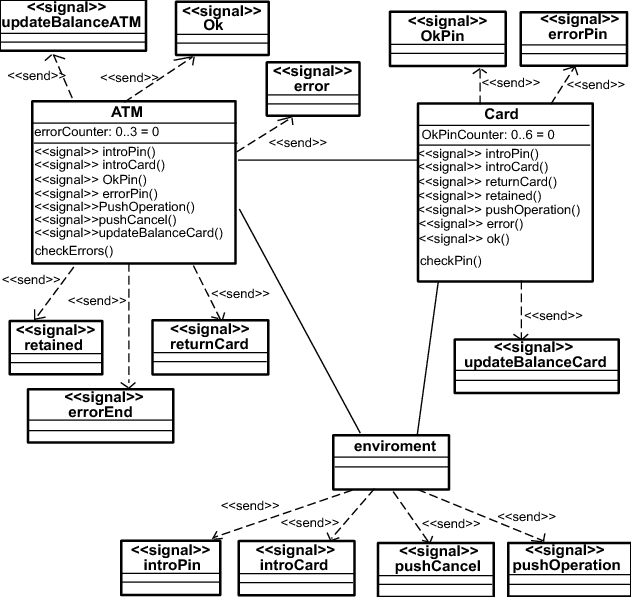 <<signal>>
updateBalanceATM
<<signal>>
Ok
<<signal>>
OkPin
<<signal>>
errorPin
<<send>>
<<send>>
<<signal>>
error
<<send>>
<<send>>
ATM
errorCounter: 0..3 = 0
<<signal>> introPin()
<<signal>> introCard()
<<signal>> OkPin()
<<signal>> errorPin()
<<signal>>PushOperation()
<<signal>>pushCancel()
<<signal>>updateBalanceCard()
checkErrors()
<<send>>
Card
OkPinCounter: 0..6 = 0
<<signal>> introPin()
<<signal>> introCard()
<<signal>> returnCard()
<<signal>> retained()
<<signal>> pushOperation()
<<signal>> error()
<<signal>> ok()
checkPin()
<<send>>
<<send>>
<<send>>
<<send>>
<<signal>>
retained
<<signal>>
returnCard
<<signal>>
updateBalanceCard
<<signal>>
errorEnd
enviroment
<<send>>
<<send>>
<<send>>
<<send>>
<<signal>>
introPin
<<signal>>
introCard
<<signal>>
pushCancel
<<signal>>
pushOperation